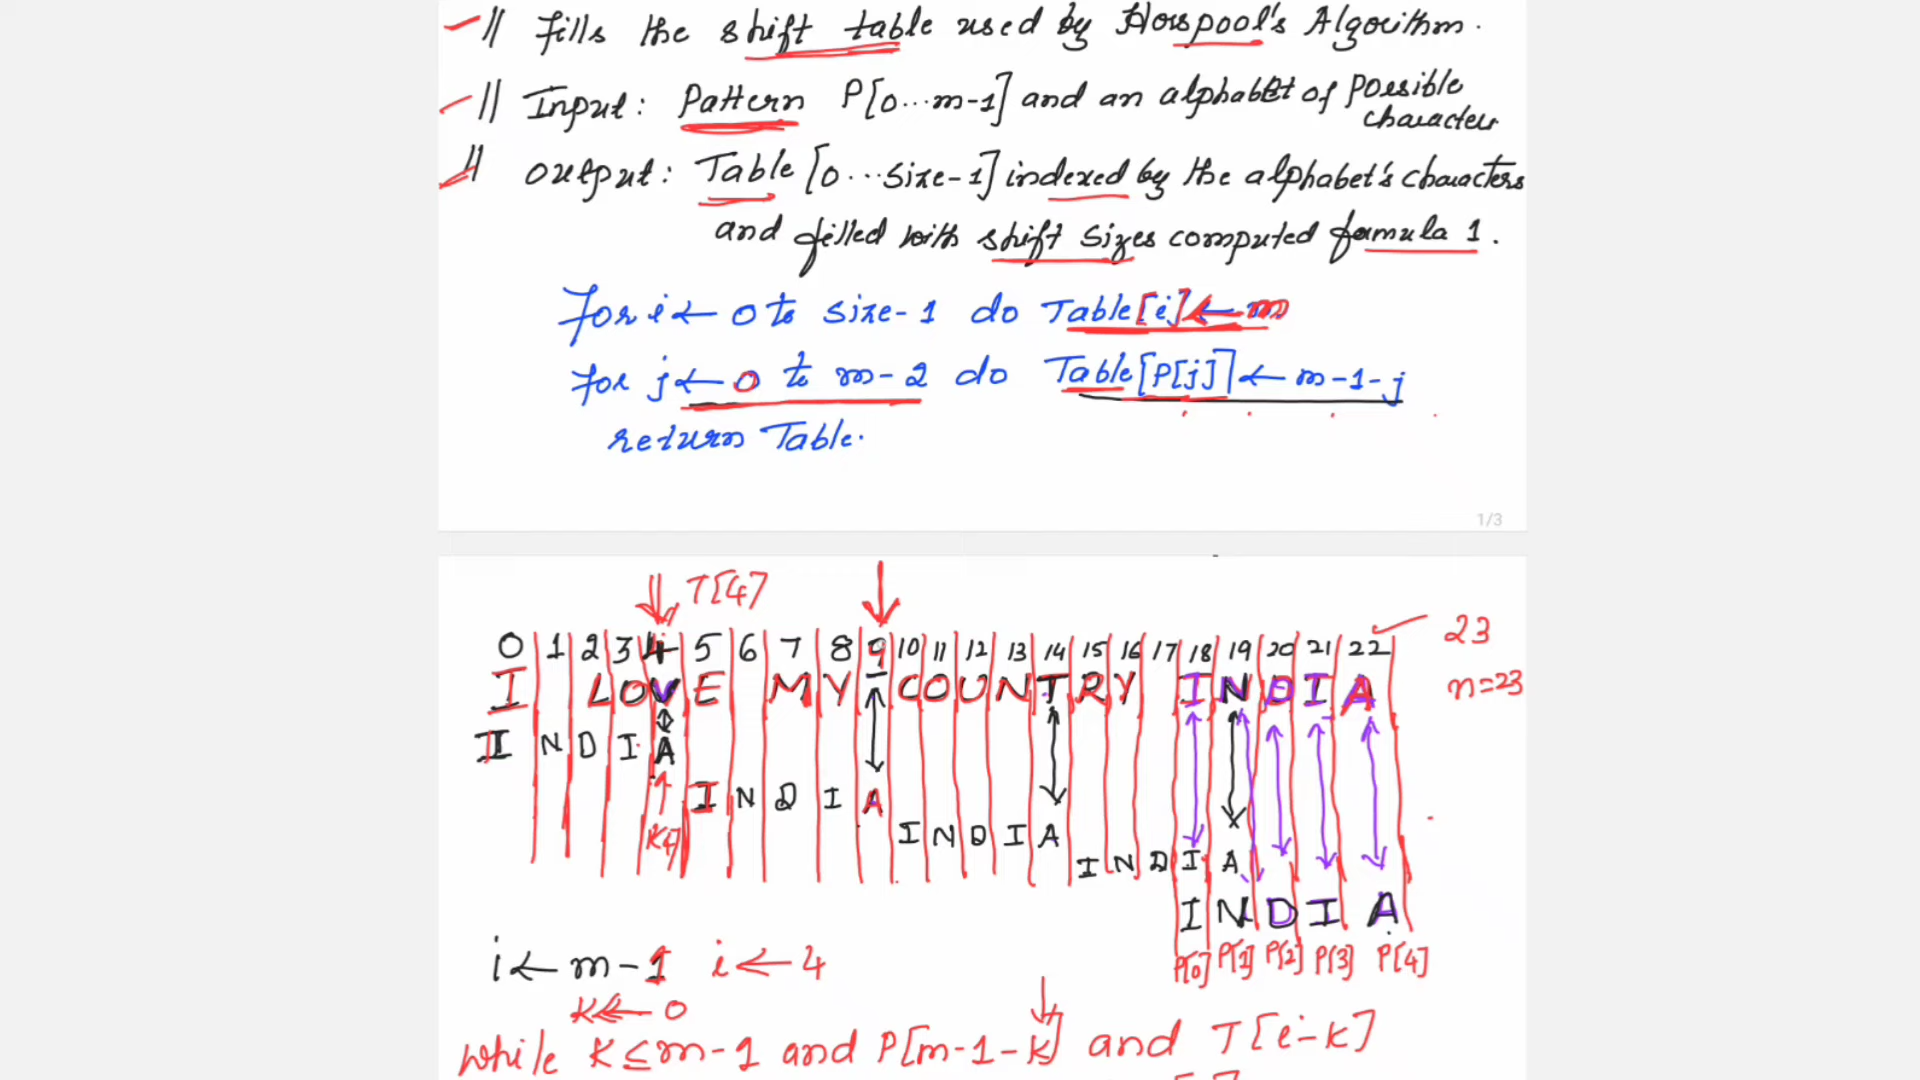 // Fills the shift table used by Horspool's Algorithm.
// Input: Pattern P[0...m-1] and an alphabet of possible
characters
// output: Table [0...size-1] indexed by the alphabet's characters
and filled with shift sizes computed formula 1.
For i ← 0 to size-1 do Table[i] ← m
for j ← 0 to m-2 do Table[P[j]] ← m-1-j
return Table.
1/3
T[4]
0 1 2 3 4 5 6 7 8 9 10 11 12 13 14 15 16 17 18 19 20 21 22 23
I LOVE MY COUNTRY INDIA n=23
I N D I A
I N D I A
I N D I A
I N D I A
I N D I A
P[0] P[1] P[2] P[3] P[4]
i ← m-1 i ← 4
K ← 0
while K ≤ m-1 and P[m-1-k] and T[i-k]